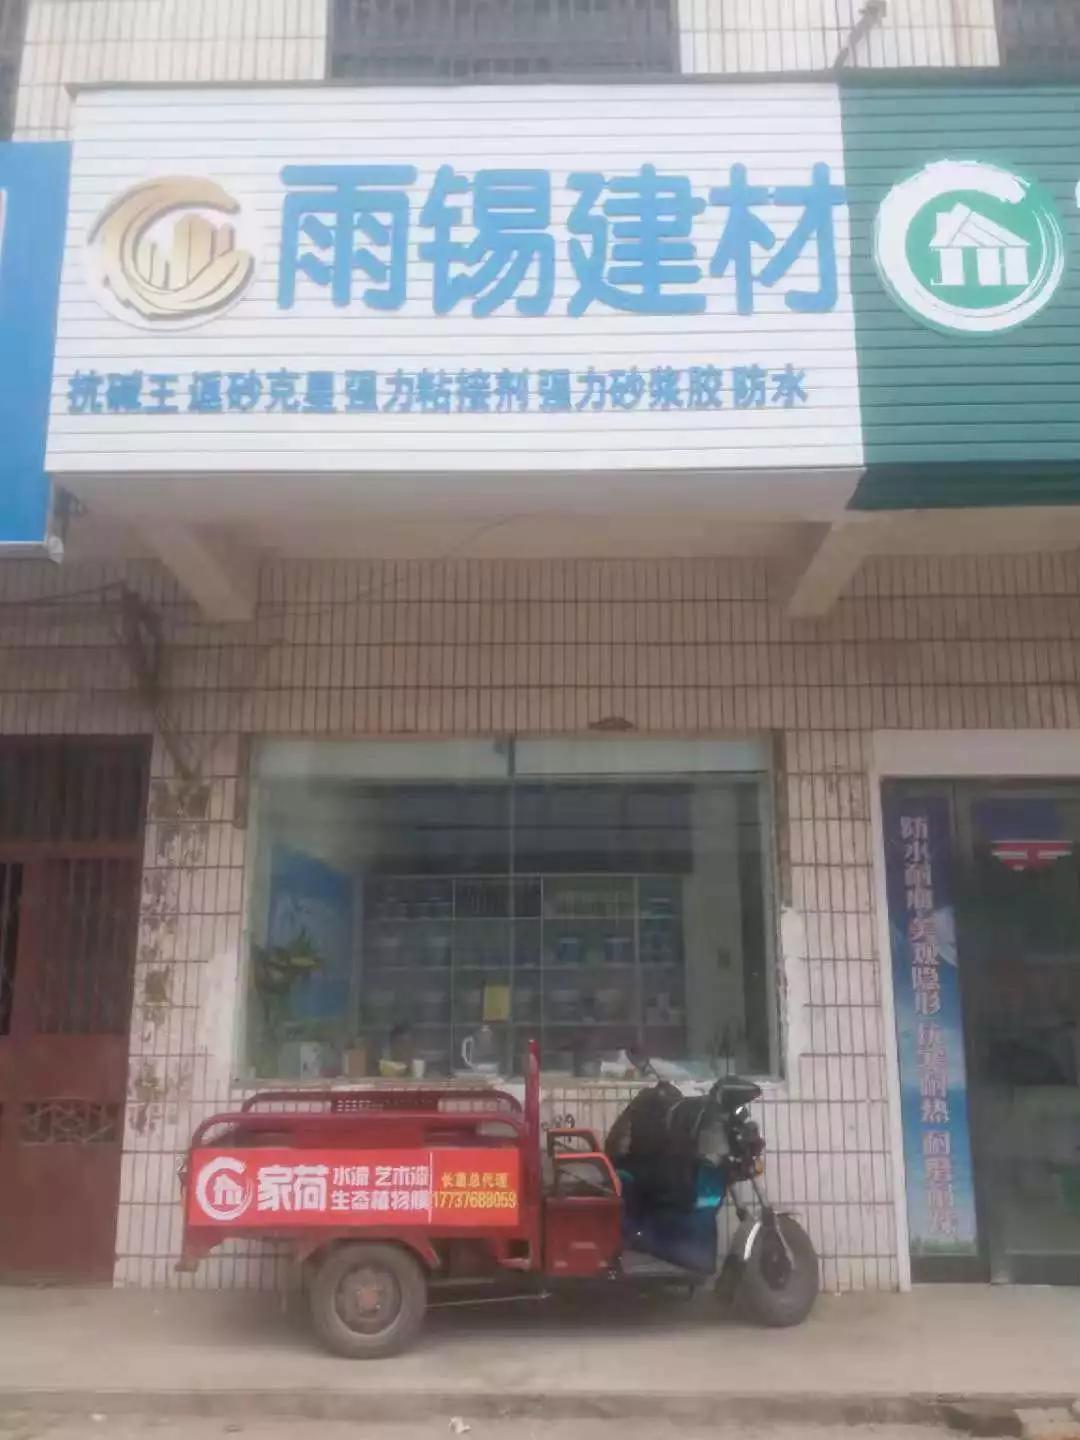 雨锡建材
抗碱王 返砂克星 强力粘接剂 强力砂浆胶 防水
家荷
水漆 艺术漆
生态植物膜
长葛总代理
17737688059
防水耐磨 美观隐形 抗寒耐热